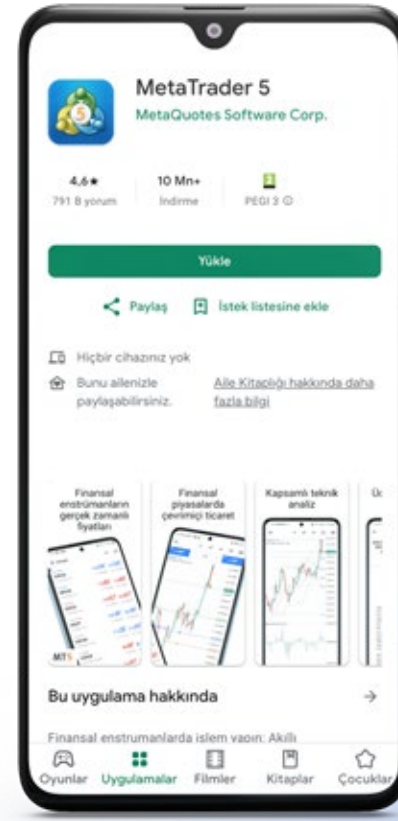 MetaTrader 5
MetaQuotes Software Corp.
4,6★
10 Mn+
3
791 B yorum
İndirme
PEGI 3
Yükle
Paylaş
İstek listesine ekle
Hiçbir cihazınız yok
Bunu ailenizle
paylaşabilirsiniz.
Aile Kitaplığı hakkında daha
fazla bilgi
Finansal
enstrümanların
gerçek zamanlı
fiyatları
MT5
Finansal
piyasalarda
çevrimiçi ticaret
Kapsamlı teknik
analiz
Bu uygulama hakkında
Finansal enstrumanlarda islem yapın: Akıllı
Oyunlar
Uygulamalar
Filmler
Kitaplar
Çocuklar